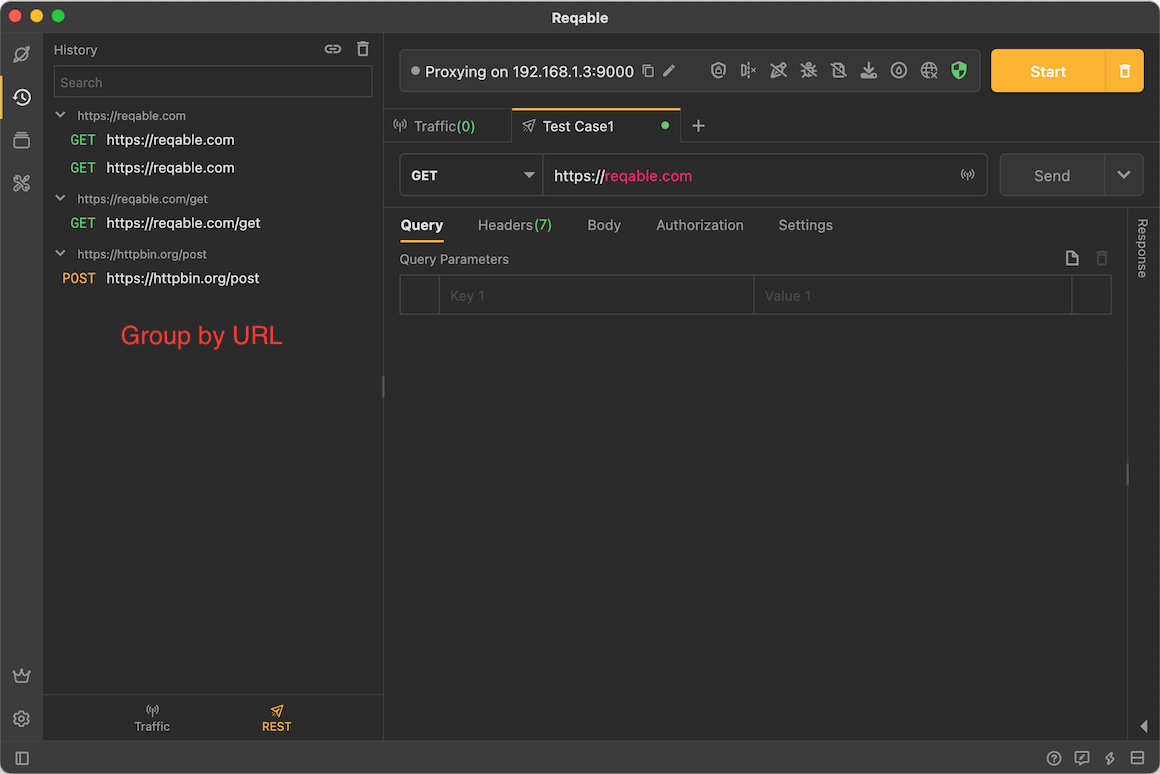 Reqable
History
Search
https://reqable.com
GET https://reqable.com
GET https://reqable.com
https://reqable.com/get
GET https://reqable.com/get
https://httpbin.org/post
POST https://httpbin.org/post
Group by URL
Traffic
REST
Proxying on 192.168.1.3:9000
Start
Traffic(0)
Test Case1
GET
https://reqable.com
Send
Query
Headers(7)
Body
Authorization
Settings
Query Parameters
Key 1
Value 1
Response